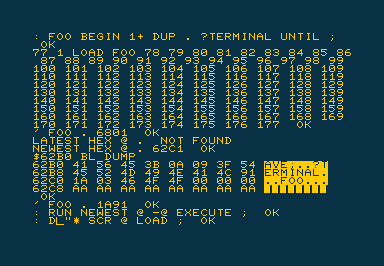 : FOO BEGIN 1+ DUP . ?TERMINAL UNTIL ;
OK
77 1 LOAD FOO 78 79 80 81 82 83 84 85 86
87 88 89 90 91 92 93 94 95 96 97 98 99
100 101 102 103 104 105 106 107 108 109
110 111 112 113 114 115 116 117 118 119
120 121 122 123 124 125 126 127 128 129
130 131 132 133 134 135 136 137 138 139
140 141 142 143 144 145 146 147 148 149
150 151 152 153 154 155 156 157 158 159
160 161 162 163 164 165 166 167 168 169
170 171 172 173 174 175 176 177 OK
' FOO . 6801 OK
LATEST HEX @ . NOT FOUND
NEWEST HEX @ . 62C1 OK
$62B0 BL DUMP
62B0 41 56 45 3B 0A 09 3F 54 AVE;..?T
62B8 45 52 4D 49 4E 41 4C 91 ERMINAL.
62C0 1A 03 46 4F 4F 00 00 00 ..FOO...
62C8 AA AA AA AA AA AA AA AA ........
OK
' FOO . 1A91 OK
: RUN NEWEST @ ¬@ EXECUTE ; OK
: SCR @ LOAD ; OK